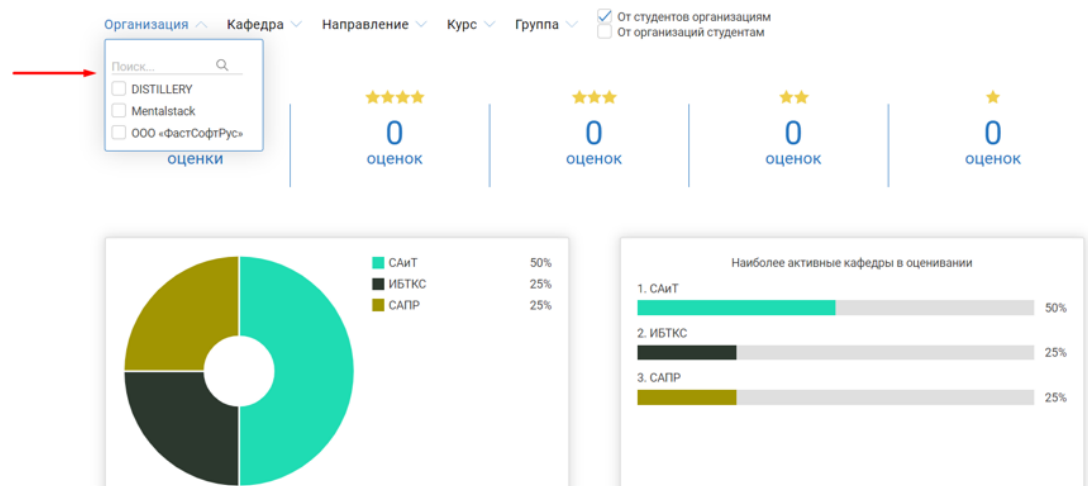 Организация Кафедра Направление Курс Группа
От студентов организациям
От организаций студентам
Поиск...
DISTILLERY
Mentalstack
ООО «ФастСофтРус»
оценки
0
оценок
0
оценок
0
оценок
0
оценок
САиТ 50%
ИБТКС 25%
САПР 25%
Наиболее активные кафедры в оценивании
1. САиТ
50%
2. ИБТКС
25%
3. САПР
25%